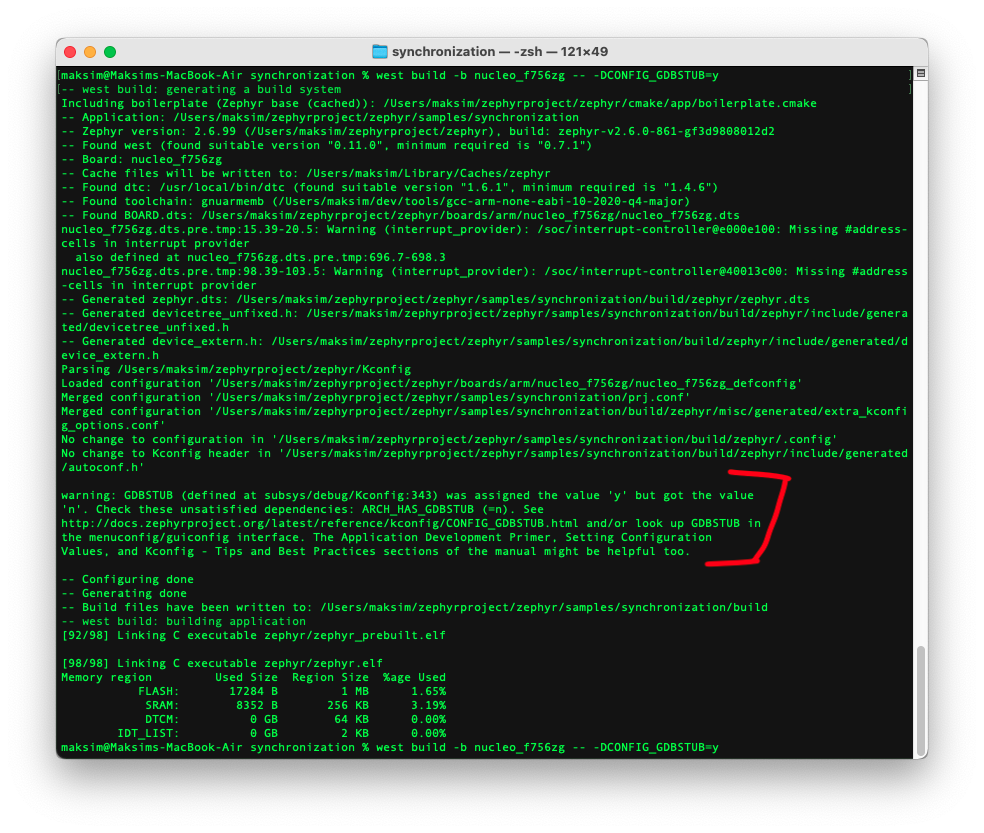 synchronization — -zsh — 121×49
[maksim@Maksims-MacBook-Air synchronization % west build -b nucleo_f756zg -- -DCONFIG_GDBSTUB=y ]
[-- west build: generating a build system ]
Including boilerplate (Zephyr base (cached)): /Users/maksim/zephyrproject/zephyr/cmake/app/boilerplate.cmake
-- Application: /Users/maksim/zephyrproject/zephyr/samples/synchronization
-- Zephyr version: 2.6.99 (/Users/maksim/zephyrproject/zephyr), build: zephyr-v2.6.0-861-gf3d9808012d2
-- Found west (found suitable version "0.11.0", minimum required is "0.7.1")
-- Board: nucleo_f756zg
-- Cache files will be written to: /Users/maksim/Library/Caches/zephyr
-- Found dtc: /usr/local/bin/dtc (found suitable version "1.6.1", minimum required is "1.4.6")
-- Found toolchain: gnuarmemb (/Users/maksim/dev/tools/gcc-arm-none-eabi-10-2020-q4-major)
-- Found BOARD.dts: /Users/maksim/zephyrproject/zephyr/boards/arm/nucleo_f756zg/nucleo_f756zg.dts
nucleo_f756zg.dts.pre.tmp:15.39-20.5: Warning (interrupt_provider): /soc/interrupt-controller@e000e100: Missing #address-
cells in interrupt provider
  also defined at nucleo_f756zg.dts.pre.tmp:696.7-698.3
nucleo_f756zg.dts.pre.tmp:98.39-103.5: Warning (interrupt_provider): /soc/interrupt-controller@40013c00: Missing #address
-cells in interrupt provider
-- Generated zephyr.dts: /Users/maksim/zephyrproject/zephyr/samples/synchronization/build/zephyr/zephyr.dts
-- Generated devicetree_unfixed.h: /Users/maksim/zephyrproject/zephyr/samples/synchronization/build/zephyr/include/genera
ted/devicetree_unfixed.h
-- Generated device_extern.h: /Users/maksim/zephyrproject/zephyr/samples/synchronization/build/zephyr/include/generated/d
evice_extern.h
Parsing /Users/maksim/zephyrproject/zephyr/Kconfig
Loaded configuration '/Users/maksim/zephyrproject/zephyr/boards/arm/nucleo_f756zg/nucleo_f756zg_defconfig'
Merged configuration '/Users/maksim/zephyrproject/zephyr/samples/synchronization/prj.conf'
Merged configuration '/Users/maksim/zephyrproject/zephyr/samples/synchronization/build/zephyr/misc/generated/extra_kconfi
g_options.conf'
No change to configuration in '/Users/maksim/zephyrproject/zephyr/samples/synchronization/build/zephyr/.config'
No change to Kconfig header in '/Users/maksim/zephyrproject/zephyr/samples/synchronization/build/zephyr/include/generated
/autoconf.h'
warning: GDBSTUB (defined at subsys/debug/Kconfig:343) was assigned the value 'y' but got the value
'n'. Check these unsatisfied dependencies: ARCH_HAS_GDBSTUB (=n). See
http://docs.zephyrproject.org/latest/reference/kconfig/CONFIG_GDBSTUB.html and/or look up GDBSTUB in
the menuconfig/guiconfig interface. The Application Development Primer, Setting Configuration
Values, and Kconfig - Tips and Best Practices sections of the manual might be helpful too.
-- Configuring done
-- Generating done
-- Build files have been written to: /Users/maksim/zephyrproject/zephyr/samples/synchronization/build
-- west build: building application
[92/98] Linking C executable zephyr/zephyr_prebuilt.elf
[98/98] Linking C executable zephyr/zephyr.elf
Memory region         Used Size  Region Size  %age Used
           FLASH:       17284 B         1 MB      1.65%
            SRAM:        8352 B       256 KB      3.19%
            DTCM:          0 GB        64 KB      0.00%
        IDT_LIST:          0 GB         2 KB      0.00%
maksim@Maksims-MacBook-Air synchronization % west build -b nucleo_f756zg -- -DCONFIG_GDBSTUB=y